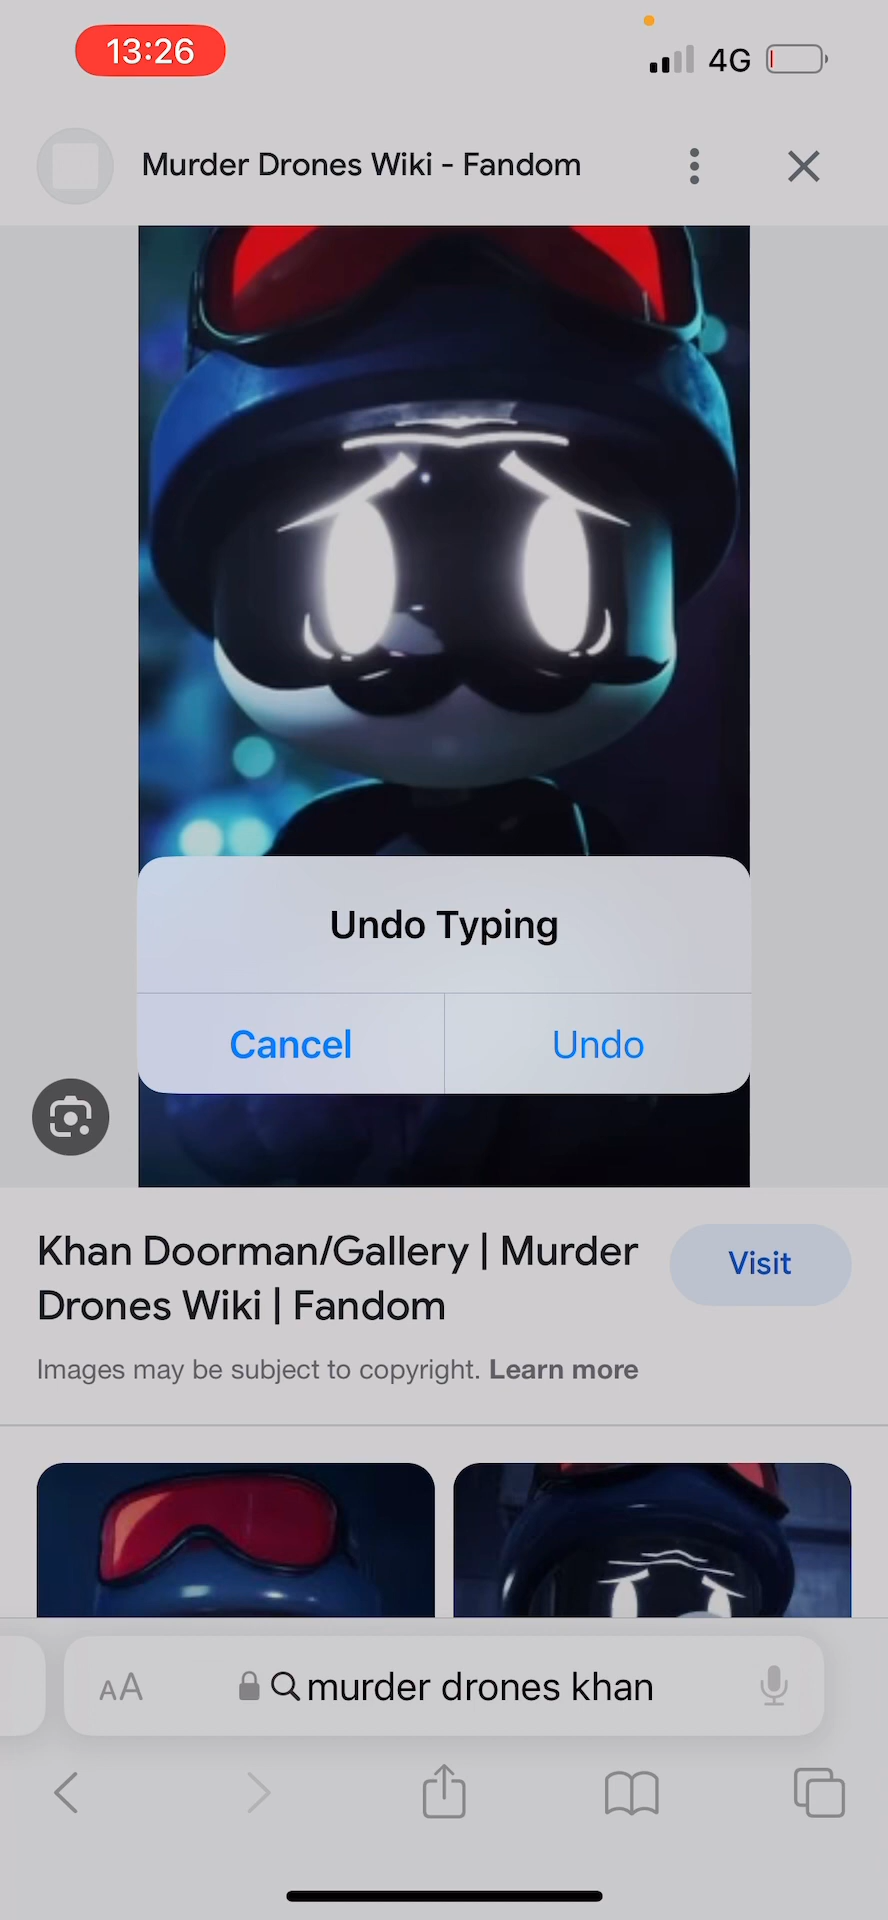 13:26
4G
Murder Drones Wiki - Fandom
Undo Typing
Cancel
Undo
Khan Doorman/Gallery | Murder
Drones Wiki | Fandom
Visit
Images may be subject to copyright. Learn more
AA
murder drones khan